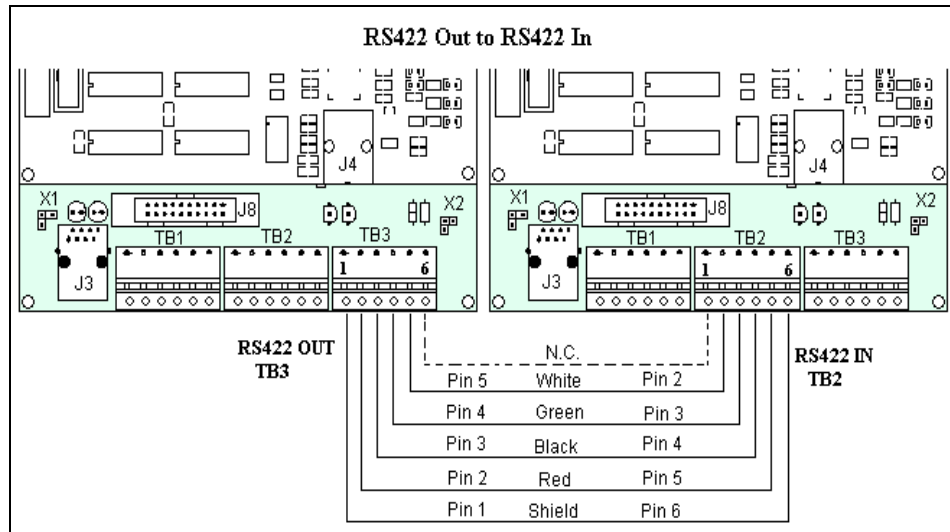 RS422 Out to RS422 In
J4 J4
X1 J8 X2 X1 J8 X2
TB1 TB2 TB3 TB1 TB2 TB3
J3 1 6 J3 1 6
RS422 OUT
TB3
N.C.
RS422 IN
TB2
Pin 5 White Pin 2
Pin 4 Green Pin 3
Pin 3 Black Pin 4
Pin 2 Red Pin 5
Pin 1 Shield Pin 6